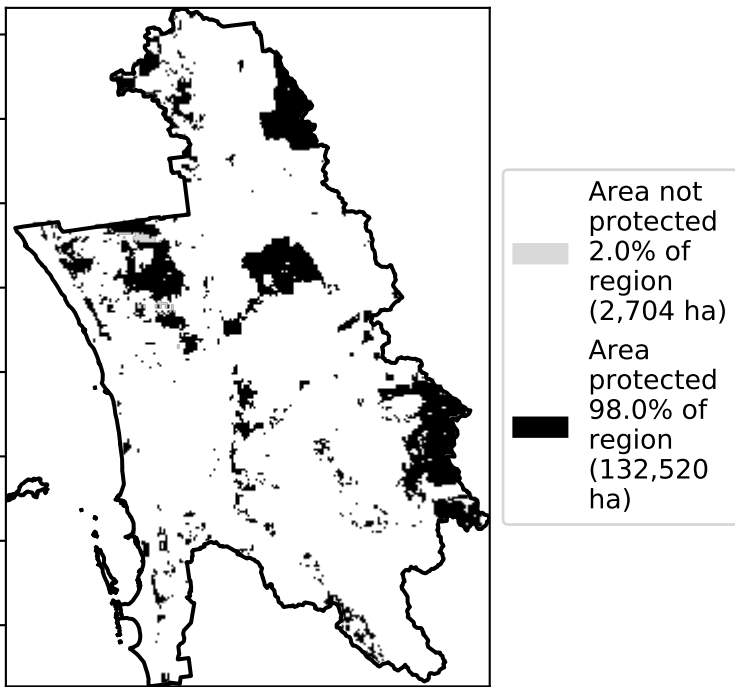 Area not
protected
2.0% of
region
(2,704 ha)
Area
protected
98.0% of
region
(132,520
ha)